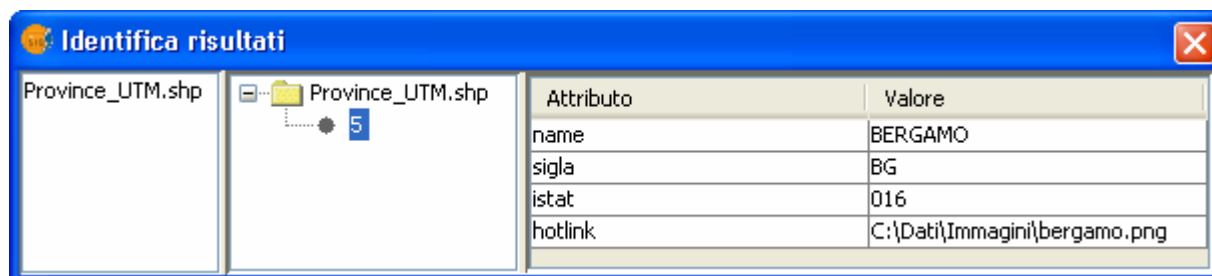 Identifica risultati
Province_UTM.shp
Province_UTM.shp
5
Attributo Valore
name BERGAMO
sigla BG
istat 016
hotlink C:\Dati\Immagini\bergamo.png